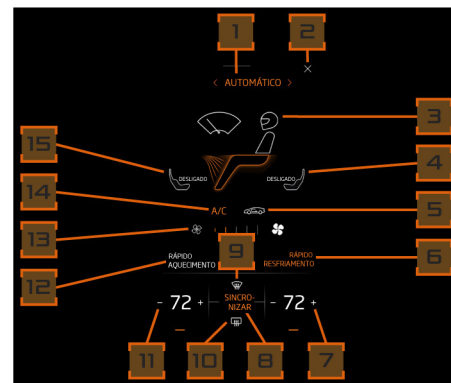 1
2
< AUTOMÁTICO >
3
15
DESLIGADO
DESLIGADO
4
14
A/C
5
13
9
RÁPIDO
AQUECIMENTO
RÁPIDO
RESFRIAMENTO
6
12
- 72 +
SINCRO-
NIZAR
- 72 +
11
10
8
7